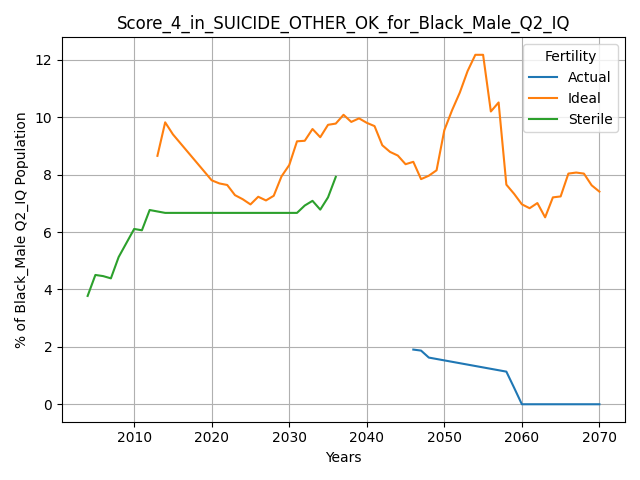 Score_4_in_SUICIDE_OTHER_OK_for_Black_Male_Q2_IQ
% of Black_Male Q2_IQ Population
12
10
8
6
4
2
0
Fertility
Actual
Ideal
Sterile
2010 2020 2030 2040 2050 2060 2070
Years